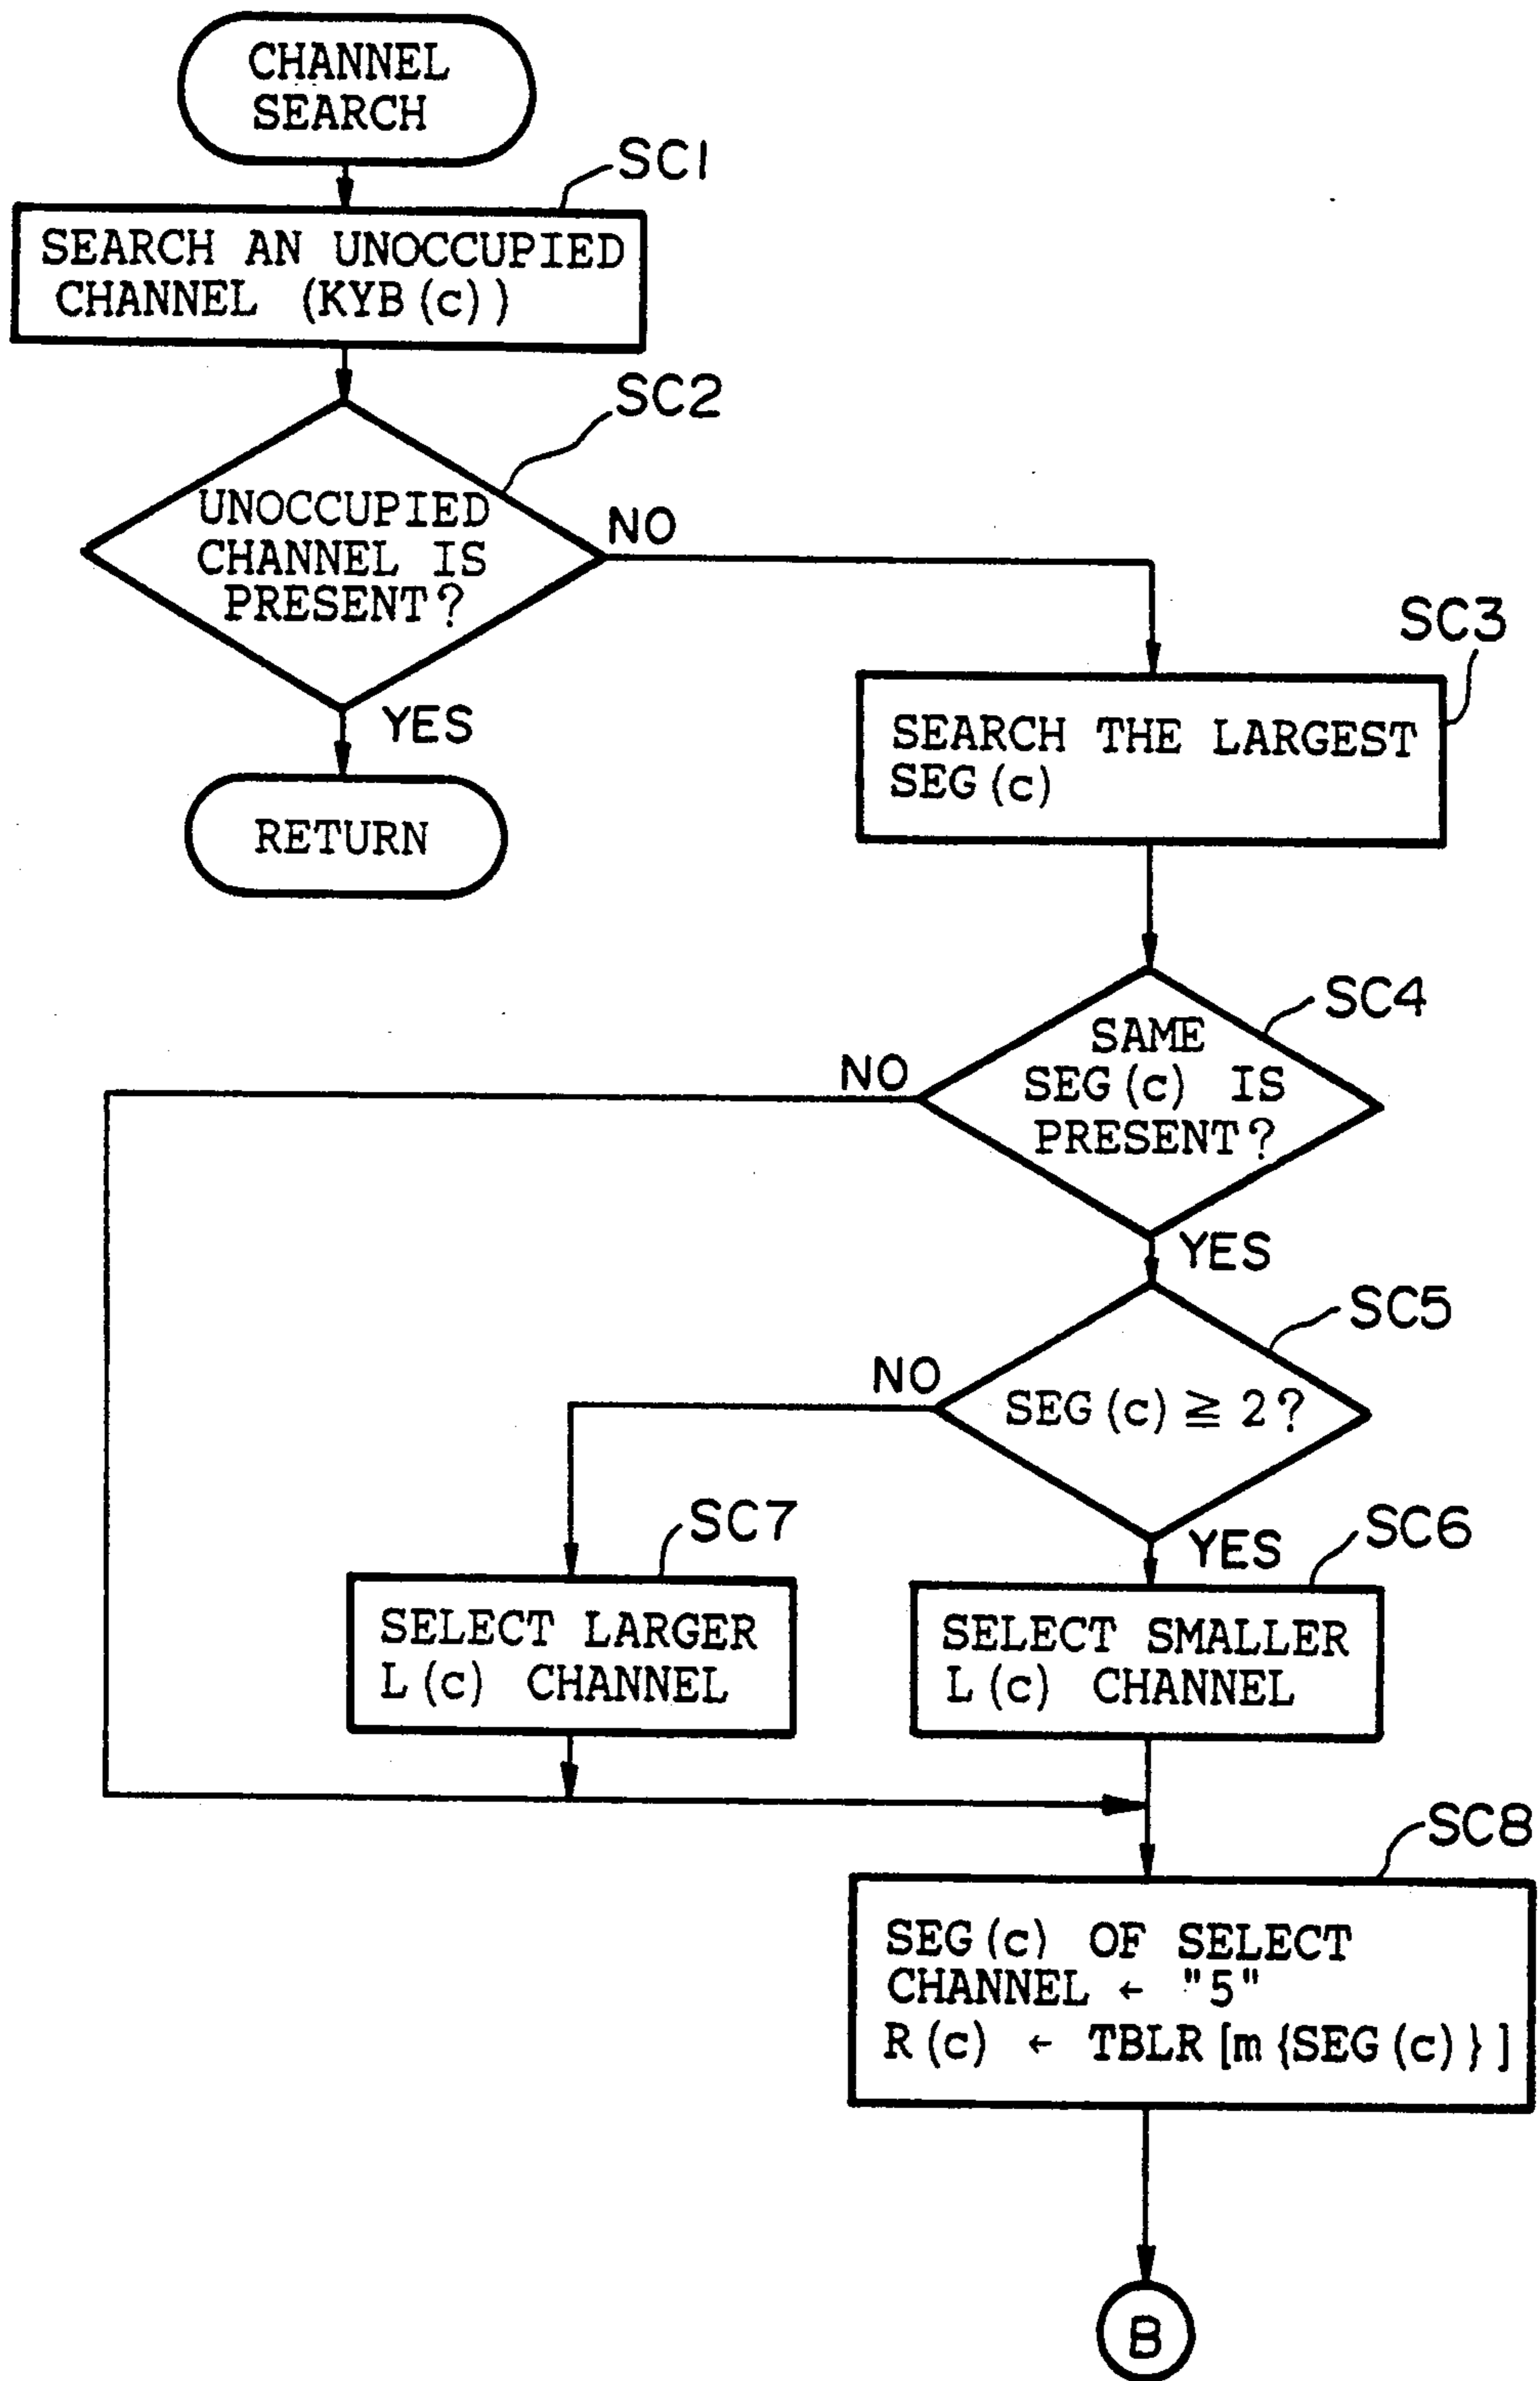 CHANNEL
SEARCH
SC1
SEARCH AN UNOCCUPIED
CHANNEL (KYB(c))
SC2
UNOCCUPIED
CHANNEL IS
PRESENT?
NO
YES
RETURN
SC3
SEARCH THE LARGEST
SEG(c)
SC4
SAME
SEG(c) IS
PRESENT?
NO
YES
SC5
SEG(c) ≧ 2?
NO
YES
SC7
SELECT LARGER
L(c) CHANNEL
SC6
SELECT SMALLER
L(c) CHANNEL
SC8
SEG(c) OF SELECT
CHANNEL ← "5"
R(c) ← TBLR[m{SEG(c)}]
B